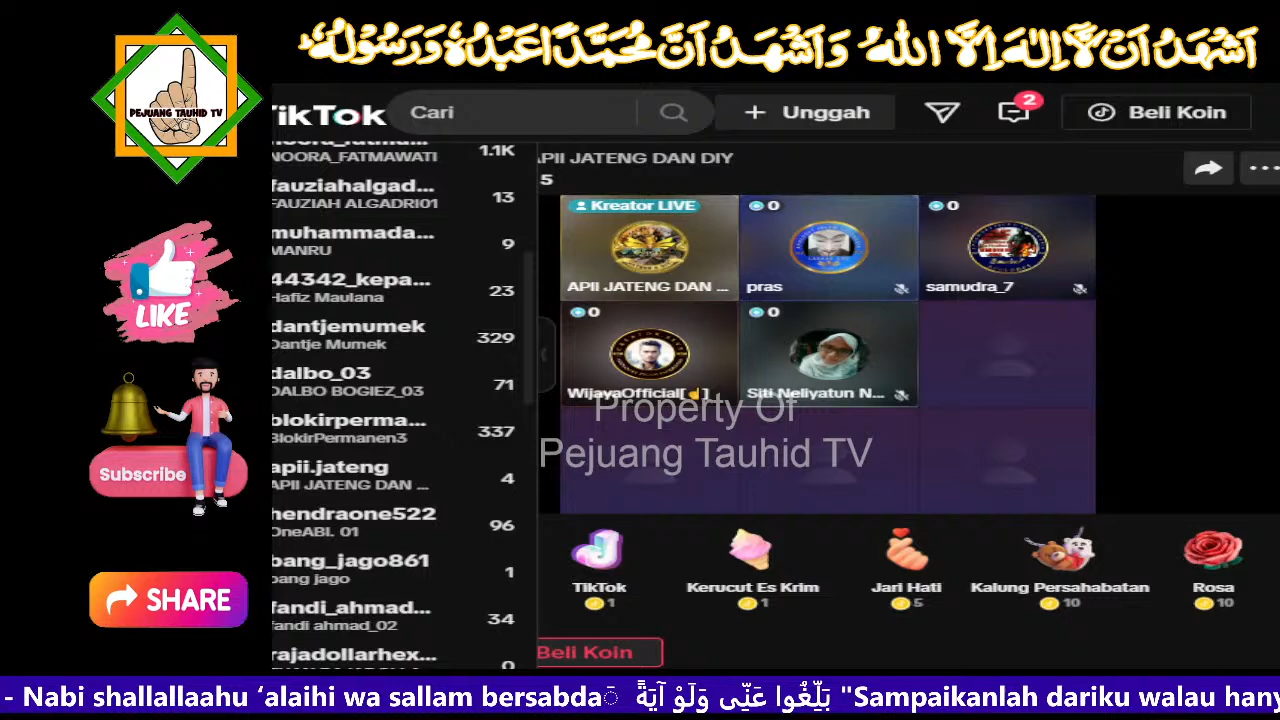 اَشْهَدُ اَنْ لَّآ اِلٰهَ اِلَّا اللّٰهُ وَاَشْهَدُ اَنَّ مُحَمَّدًا عَبْدُهٗ وَرَسُوْلُهٗ
PEJUANG TAUHID TV
LIKE
Subscribe
SHARE
TikTok
Cari
Unggah
2
Beli Koin
1.1K
NOORA_FATMAWATI
fauziahalgad...
FAUZIAH ALGADRI01
13
muhammada...
MANRU
9
44342_kepa...
Hafiz Maulana
23
dantjemumek
Dantje Mumek
329
dalbo_03
DALBO BOGIEZ_03
71
blokirperma...
BlokirPermanen3
337
apii.jateng
APII JATENG DAN ...
4
hendraone522
OneABI. 01
96
bang_jago861
bang jago
1
fandi_ahmad...
fandi ahmad_02
34
rajadollarhex...
0
APII JATENG DAN DIY
5
Kreator LIVE
APII JATENG DAN ...
0
pras
0
samudra_7
0
WijayaOfficial[☝]
0
Siti Neliyatun N...
Property Of
Pejuang Tauhid TV
TikTok
1
Kerucut Es Krim
1
Jari Hati
5
Kalung Persahabatan
10
Rosa
10
Beli Koin
- Nabi shallallaahu ‘alaihi wa sallam bersabda َ بَلِّغُوا عَنِّى وَلَوْ آيَةً "Sampaikanlah dariku walau hany